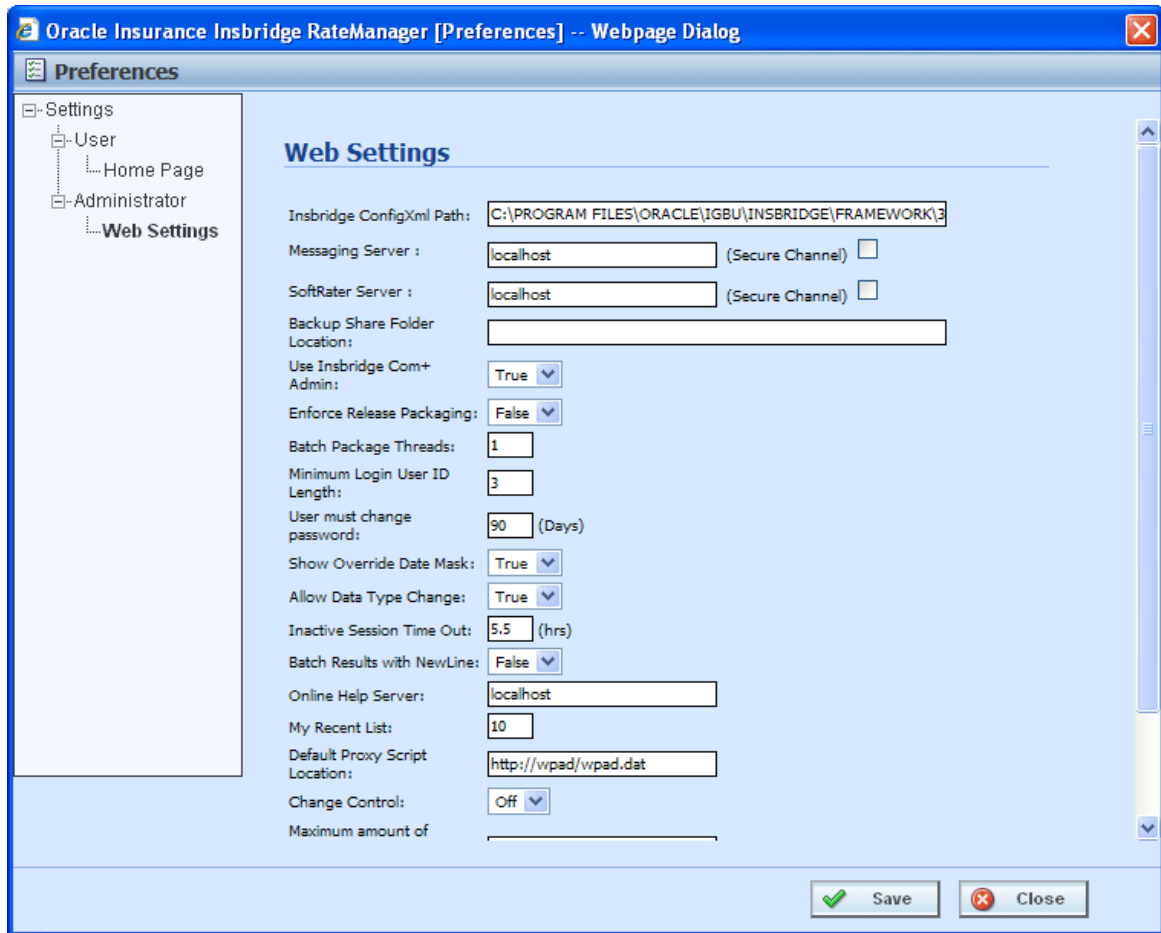 Oracle Insurance Insbridge RateManager [Preferences] -- Webpage Dialog
Preferences
Settings
User
Home Page
Administrator
Web Settings
Web Settings
Insbridge ConfigXml Path: C:\PROGRAM FILES\ORACLE\IGBU\INSBRIDGE\FRAMEWORK\3
Messaging Server : localhost (Secure Channel)
SoftRater Server : localhost (Secure Channel)
Backup Share Folder
Location:
Use Insbridge Com+
Admin: True
Enforce Release Packaging: False
Batch Package Threads: 1
Minimum Login User ID
Length: 3
User must change
password: 90 (Days)
Show Override Date Mask: True
Allow Data Type Change: True
Inactive Session Time Out: 5.5 (hrs)
Batch Results with NewLine: False
Online Help Server: localhost
My Recent List: 10
Default Proxy Script
Location: http://wpad/wpad.dat
Change Control: Off
Maximum amount of
Save Close